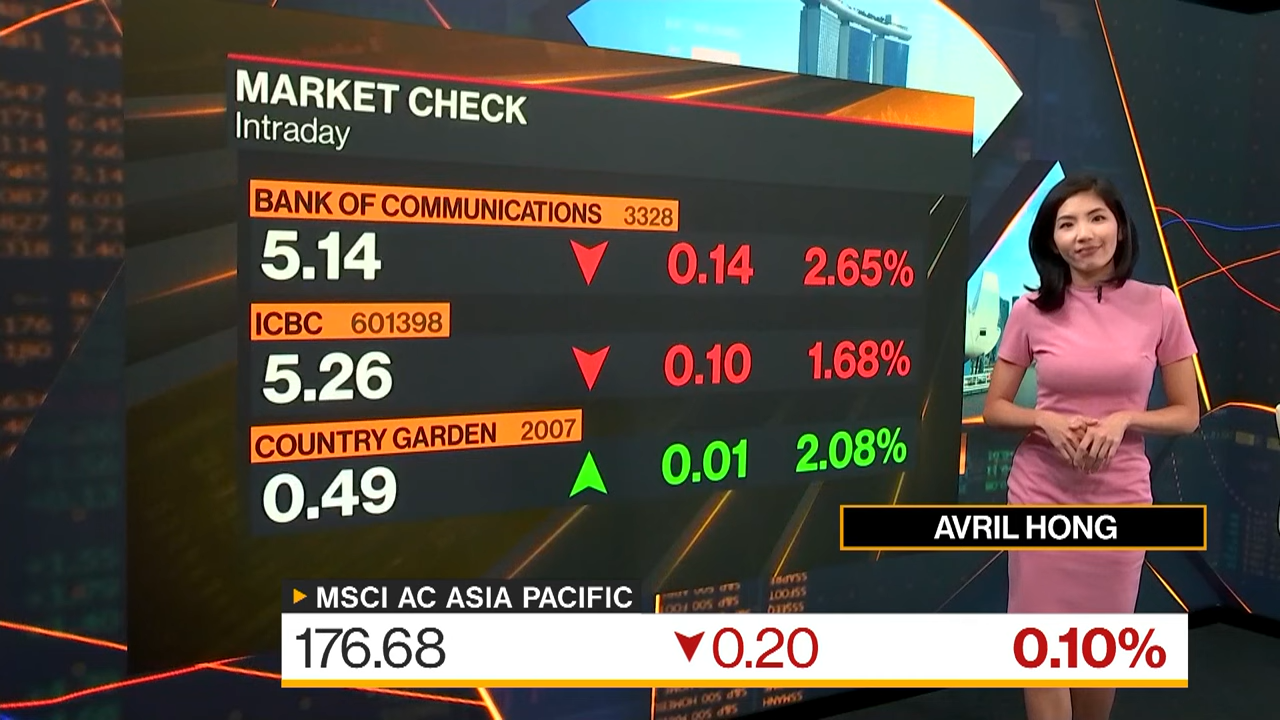 MARKET CHECK
Intraday
BANK OF COMMUNICATIONS 3328
5.14 0.14 2.65%
ICBC 601398
5.26 0.10 1.68%
COUNTRY GARDEN 2007
0.49 0.01 2.08%
AVRIL HONG
MSCI AC ASIA PACIFIC
176.68 0.20 0.10%